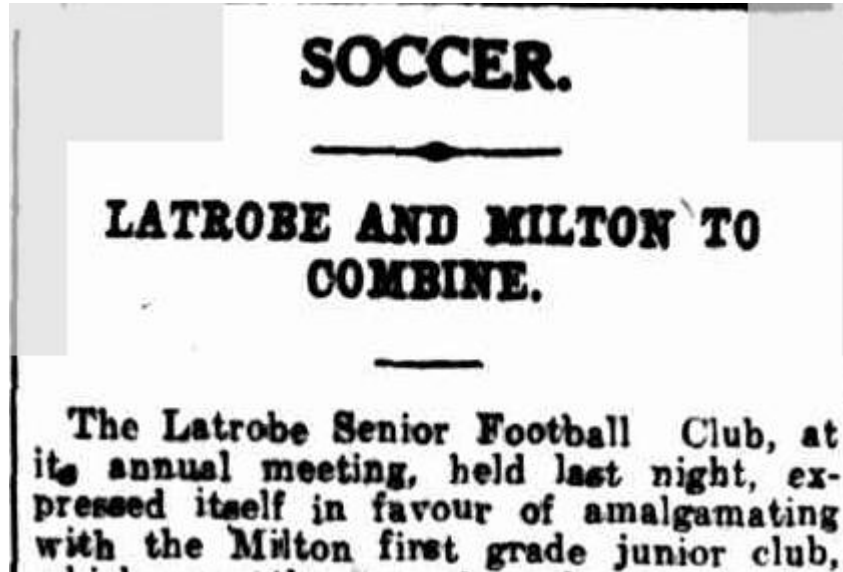 SOCCER.
LATROBE AND MILTON TO
COMBINE.
The Latrobe Senior Football Club, at
its annual meeting, held last night, ex-
pressed itself in favour of amalgamating
with the Milton first grade junior club,